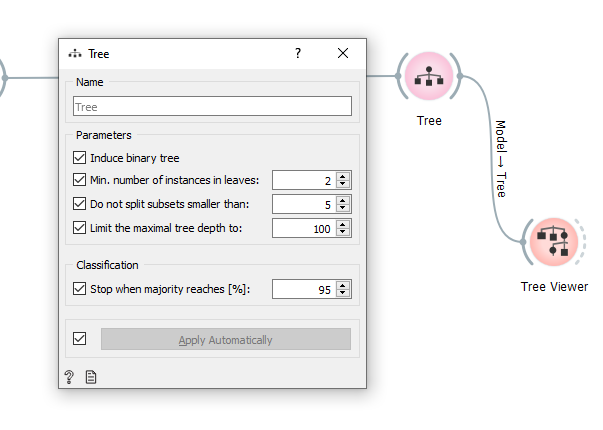 Tree
?
Name
Tree
Parameters
Induce binary tree
Min. number of instances in leaves: 2
Do not split subsets smaller than: 5
Limit the maximal tree depth to: 100
Classification
Stop when majority reaches [%]: 95
Apply Automatically
?
Tree
Model → Tree
Tree Viewer